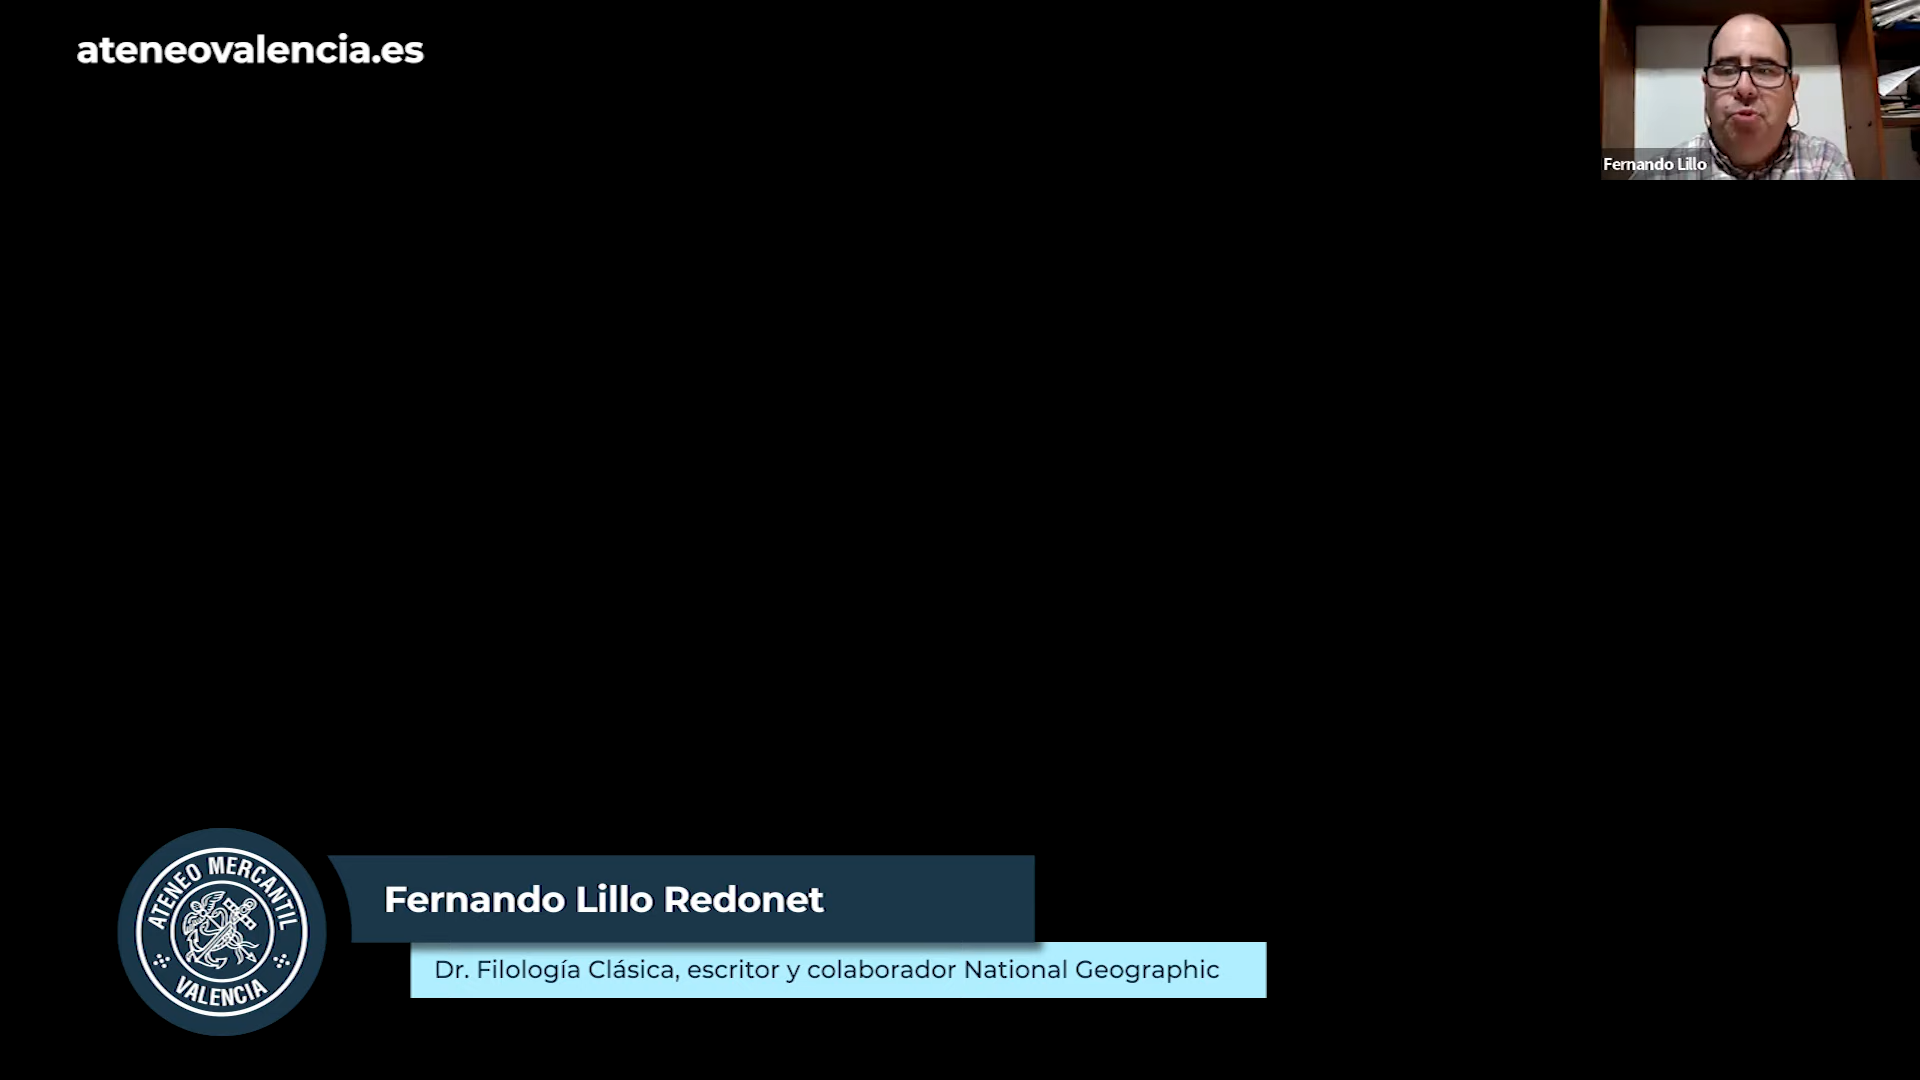 ateneovalencia.es
Fernando Lillo
ATENEO MERCANTIL
VALENCIA
Fernando Lillo Redonet
Dr. Filología Clásica, escritor y colaborador National Geographic